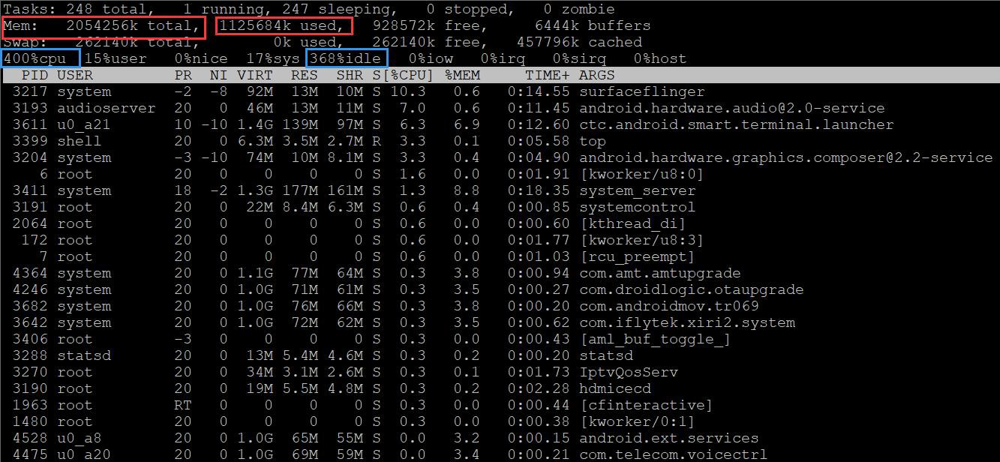 Tasks: 248 total,   1 running, 247 sleeping,   0 stopped,   0 zombie
Mem:   2054256k total,  1125684k used,   928572k free,     6444k buffers
Swap:   262140k total,        0k used,   262140k free,   457796k cached
400%cpu  15%user   0%nice  17%sys 368%idle   0%iow   0%irq   0%sirq   0%host
  PID USER         PR  NI VIRT  RES  SHR S[%CPU] %MEM     TIME+ ARGS
 3217 system       -2  -8  92M  13M  10M S 10.3   0.6   0:14.55 surfaceflinger
 3193 audioserver  20   0  46M  13M  11M S  7.0   0.6   0:11.45 android.hardware.audio@2.0-service
 3611 u0_a21       10 -10 1.4G 139M  97M S  6.3   6.9   0:12.60 ctc.android.smart.terminal.launcher
 3399 shell        20   0 6.3M 3.5M 2.7M R  3.3   0.1   0:05.58 top
 3204 system       -3 -10  74M  10M 8.1M S  3.3   0.4   0:04.90 android.hardware.graphics.composer@2.2-service
    6 root         20   0    0    0    0 S  1.6   0.0   0:01.91 [kworker/u8:0]
 3411 system       18  -2 1.3G 177M 161M S  1.3   8.8   0:18.35 system_server
 3191 root         20   0  22M 8.4M 6.3M S  0.6   0.4   0:00.85 systemcontrol
 2064 root         20   0    0    0    0 S  0.6   0.0   0:00.60 [kthread_di]
  172 root         20   0    0    0    0 S  0.6   0.0   0:01.77 [kworker/u8:3]
    7 root         20   0    0    0    0 S  0.6   0.0   0:01.03 [rcu_preempt]
 4364 system       20   0 1.1G  77M  64M S  0.3   3.8   0:00.94 com.amt.amtupgrade
 4246 system       20   0 1.0G  71M  61M S  0.3   3.5   0:00.27 com.droidlogic.otaupgrade
 3682 system       20   0 1.0G  76M  66M S  0.3   3.8   0:00.20 com.androidmov.tr069
 3642 system       20   0 1.0G  72M  62M S  0.3   3.5   0:00.62 com.iflytek.xiri2.system
 3406 root         -3   0    0    0    0 S  0.3   0.0   0:00.43 [aml_buf_toggle_]
 3288 statsd       20   0  13M 5.4M 4.6M S  0.3   0.2   0:00.20 statsd
 3270 root         20   0  34M 3.1M 2.6M S  0.3   0.1   0:01.73 IptvQosServ
 3190 root         20   0  19M 5.5M 4.8M S  0.3   0.2   0:02.28 hdmicecd
 1963 root         RT   0    0    0    0 S  0.3   0.0   0:00.44 [cfinteractive]
 1480 root         20   0    0    0    0 S  0.3   0.0   0:00.38 [kworker/0:1]
 4528 u0_a8        20   0 1.0G  65M  55M S  0.0   3.2   0:00.15 android.ext.services
 4475 u0_a20       20   0 1.0G  69M  59M S  0.0   3.4   0:00.21 com.telecom.voicectrl